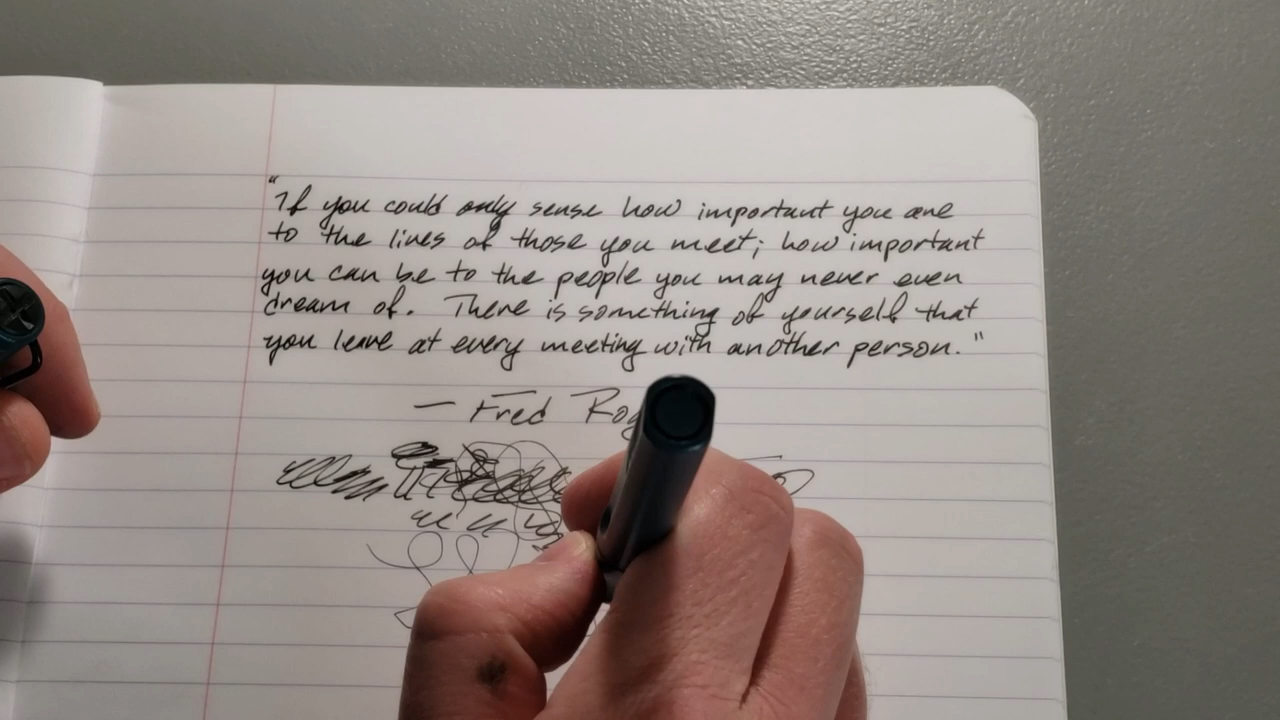 "If you could only sense how important you are
to the lives of those you meet; how important
you can be to the people you may never even
dream of. There is something of yourself that
you leave at every meeting with another person."
— Fred Rog